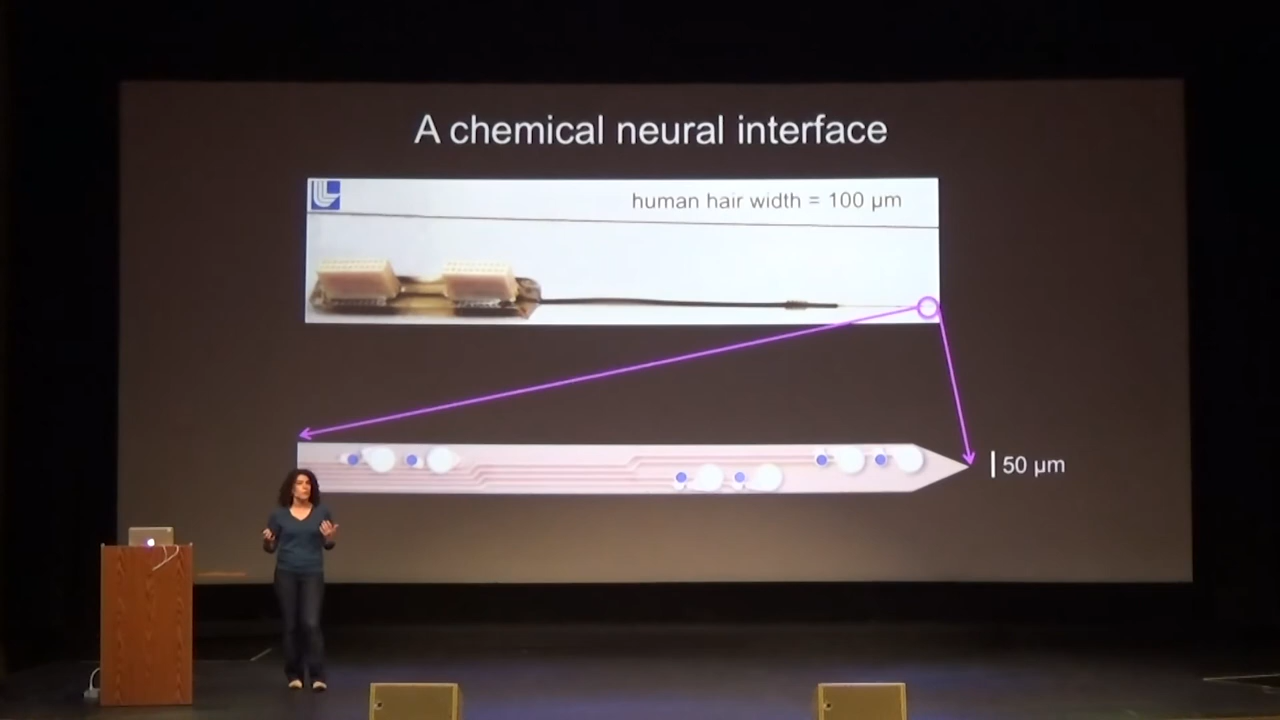 A chemical neural interface
human hair width = 100 µm
50 µm